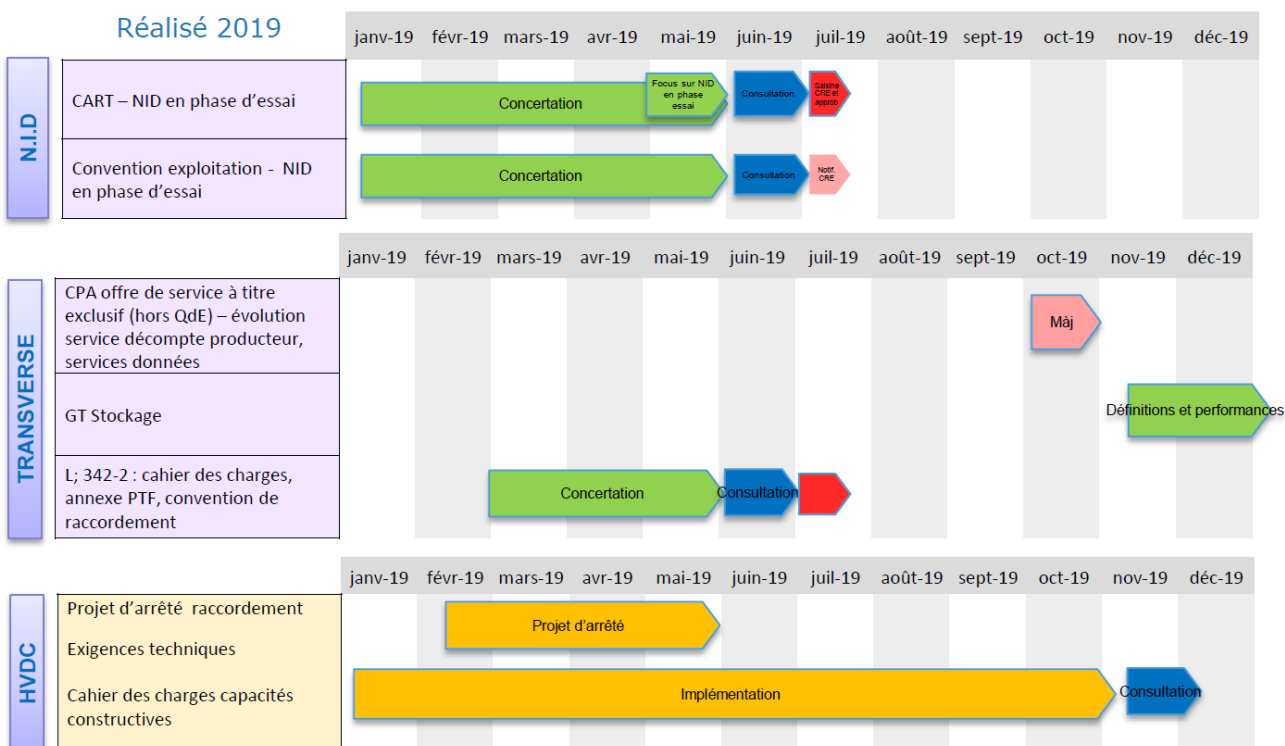 Réalisé 2019
janv-19 févr-19 mars-19 avr-19 mai-19 juin-19 juil-19 août-19 sept-19 oct-19 nov-19 déc-19
N.I.D
CART – NID en phase d'essai
Concertation
Focus sur NID
en phase
essai
Consultation
Saisine
CRE et
approb
Convention exploitation - NID
en phase d'essai
Concertation
Consultation
Notif.
CRE
janv-19 févr-19 mars-19 avr-19 mai-19 juin-19 juil-19 août-19 sept-19 oct-19 nov-19 déc-19
TRANSVERSE
CPA offre de service à titre
exclusif (hors QdE) – évolution
service décompte producteur,
services données
Màj
GT Stockage
Définitions et performances
L; 342-2 : cahier des charges,
annexe PTF, convention de
raccordement
Concertation
Consultation
janv-19 févr-19 mars-19 avr-19 mai-19 juin-19 juil-19 août-19 sept-19 oct-19 nov-19 déc-19
HVDC
Projet d'arrêté raccordement
Projet d'arrêté
Exigences techniques
Cahier des charges capacités
constructives
Implémentation
Consultation